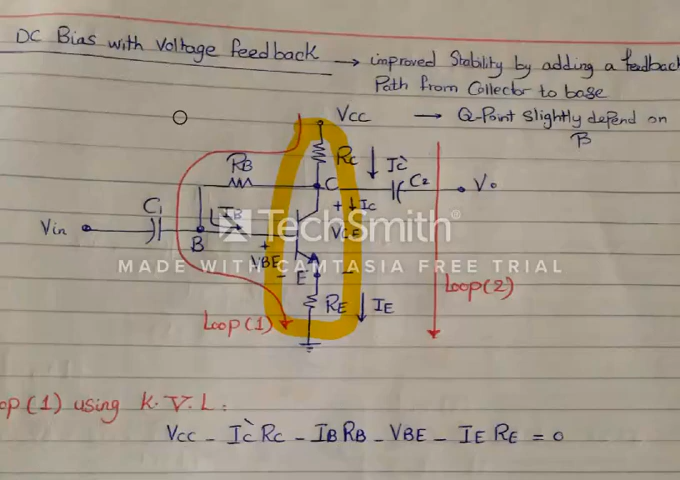 DC Bias with Voltage feedback → improved Stability by adding a feedback
Path from Collector to base
→ Q-Point slightly depend on
β
VCC
RB
RC
IC`
C
C2
Vo
C1
IC
Vin
IB
VCE
B
+
VBE
-
E
RE
IE
Loop(1)
Loop(2)
TechSmith
MADE WITH CAMTASIA FREE TRIAL
op(1) using K.V.L:
VCC - IC`RC - IBRB - VBE - IE RE = 0